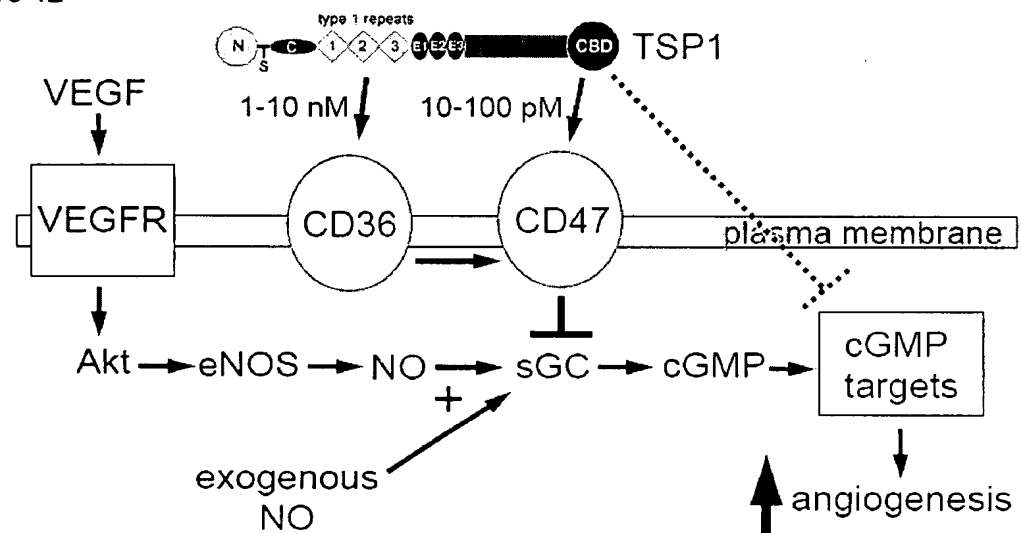 type 1 repeats
N S C 1 2 3 E1 E2 E3 CBD TSP1
VEGF
1-10 nM
10-100 pM
VEGFR
CD36
CD47
plasma membrane
Akt
eNOS
NO
sGC
cGMP
cGMP
targets
+
exogenous
NO
angiogenesis